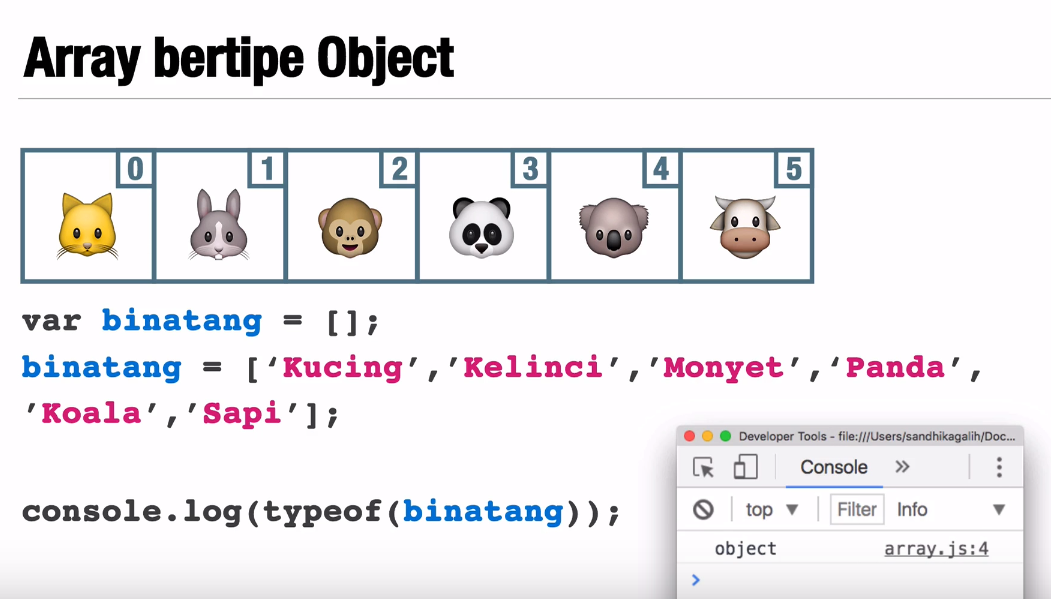 Array bertipe Object
0 1 2 3 4 5
var binatang = [];
binatang = [‘Kucing’,’Kelinci’,’Monyet’,‘Panda’,
’Koala’,’Sapi’];
console.log(typeof(binatang));
Developer Tools - file:///Users/sandhikagalih/Doc...
Console »
top ▼ Filter Info ▼
object array.js:4
>